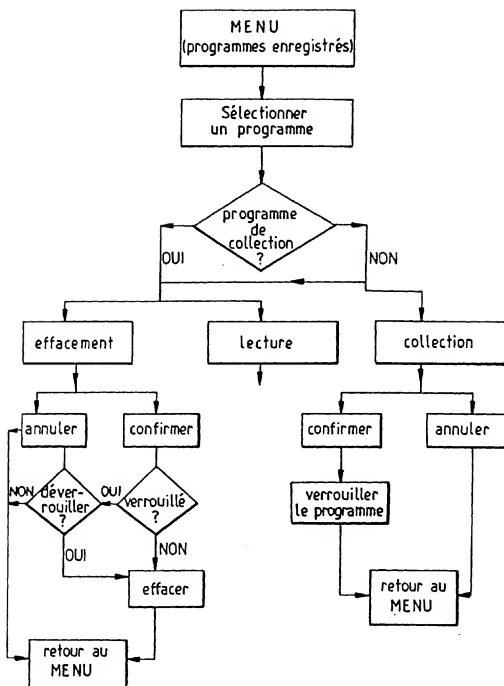 MENU
(programmes enregistrés)
Sélectionner
un programme
programme
de
collection
?
OUI
NON
effacement
lecture
collection
annuler
confirmer
confirmer
annuler
NON
déver-
rouiller
?
OUI
verrouillé
?
verrouiller
le programme
OUI
NON
effacer
retour au
MENU
retour au
MENU